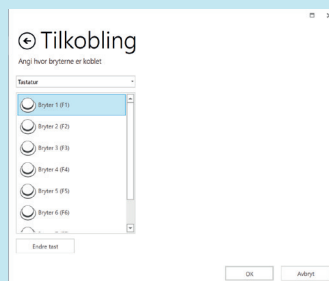 Tilkobling
Angi hvor bryterne er koblet
Tastatur
Bryter 1 (F1)
Bryter 2 (F2)
Bryter 3 (F3)
Bryter 4 (F4)
Bryter 5 (F5)
Bryter 6 (F6)
Endre tast
OK
Avbryt